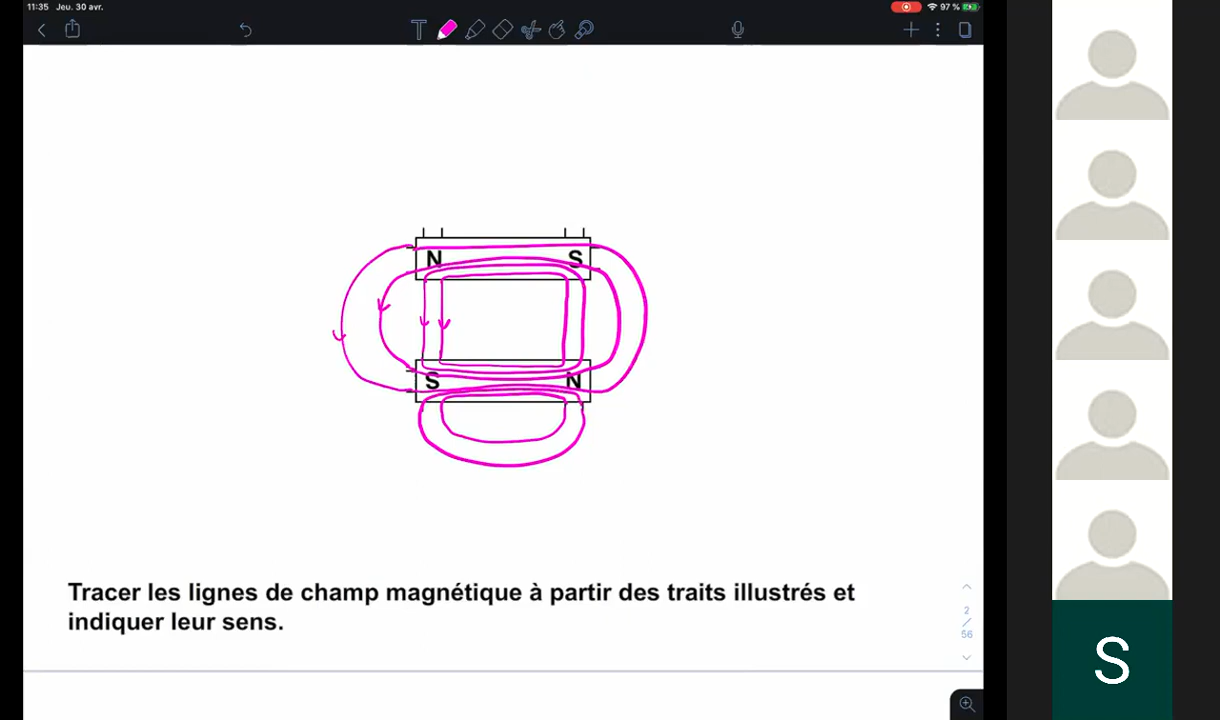 11:35 Jeu. 30 avr.
97 %
T
N S
S N
Tracer les lignes de champ magnétique à partir des traits illustrés et
indiquer leur sens.
2
/
56
S